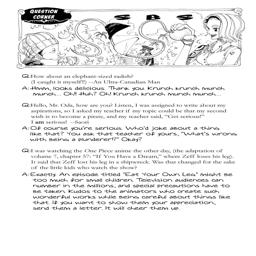 QUESTION
CORNER
Q:How about an elephant-sized radish?
(I caught it myself!) --An Ultra-Canadian Man
A:Hmm, looks delicious. Thank you. Krunch krunch munch
munch... Oh? Huh? Oh! Krunch krunch munch krunch...
Q:Hello, Mr. Oda, how are you? Listen, I was assigned to write about my
aspirations, so I asked my teacher if my topic could be that my second
wish is to become a pirate, and my teacher said, "Get serious!"
I am serious! --Scott
A:Of course you're serious. Who'd joke about a thing
like that? You ask that teacher of yours, "What's wrong
with being a plunderer?" Okay?
Q:I was watching the One Piece anime the other day, (the adaptation of
volume 7, chapter 57: "If You Have a Dream," where Zeff loses his leg).
It said that Zeff lost his leg in a shipwreck. Was that changed for the sake
of the little kids who watch the show?
A:Exactly. An episode titled "Eat Your Own Leg" might be
too much for small children. Television audiences can
number in the millions, and special precautions have to
be taken. Kudos to the animators who create such
wonderful works while being careful about things like
that. If you want to show them your appreciation,
send them a letter. It will cheer them up.